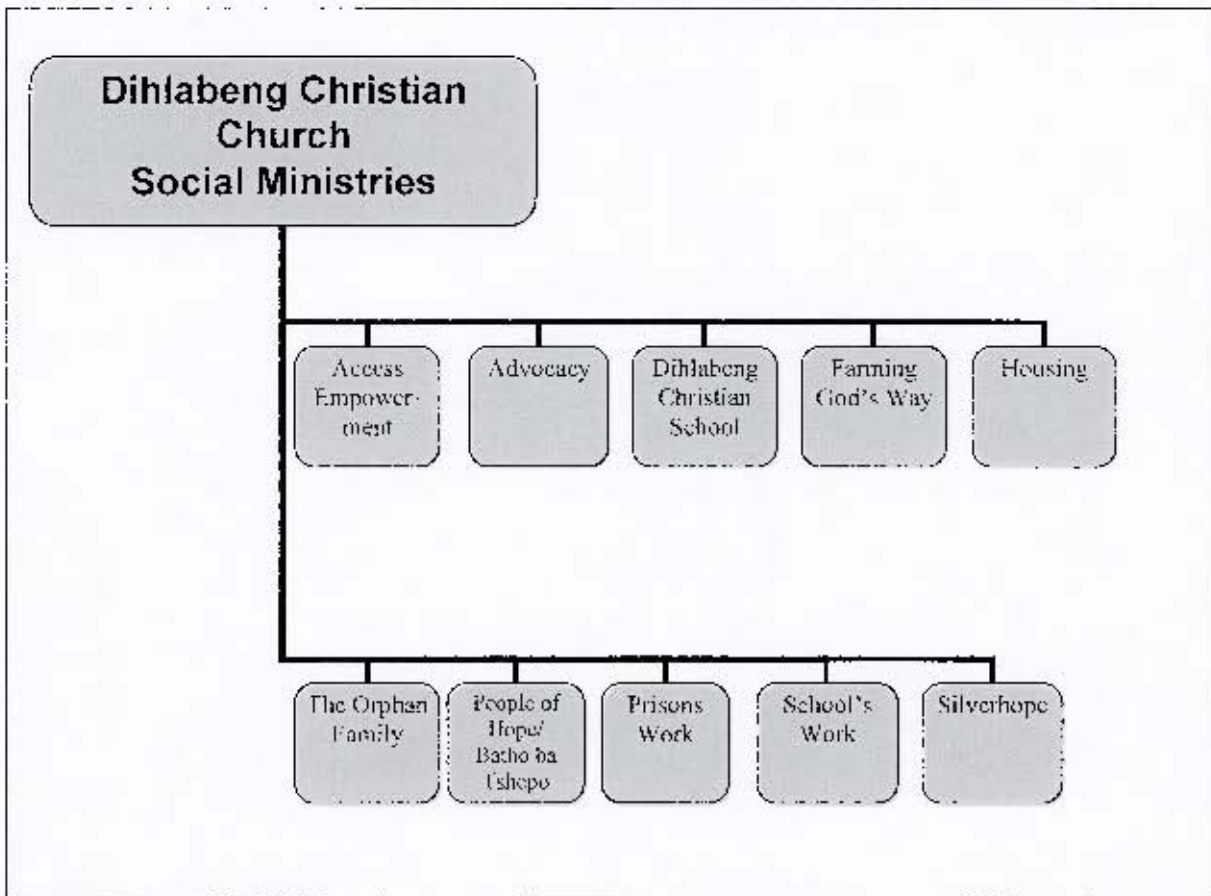 Dihlabeng Christian
Church
Social Ministries
Access
Empower-
ment
Advocacy
Dihlabeng
Christian
School
Farming
God's Way
Housing
The Orphan
Family
People of
Hope/
Batho ba
Tshepo
Prisons
Work
School's
Work
Silverhope